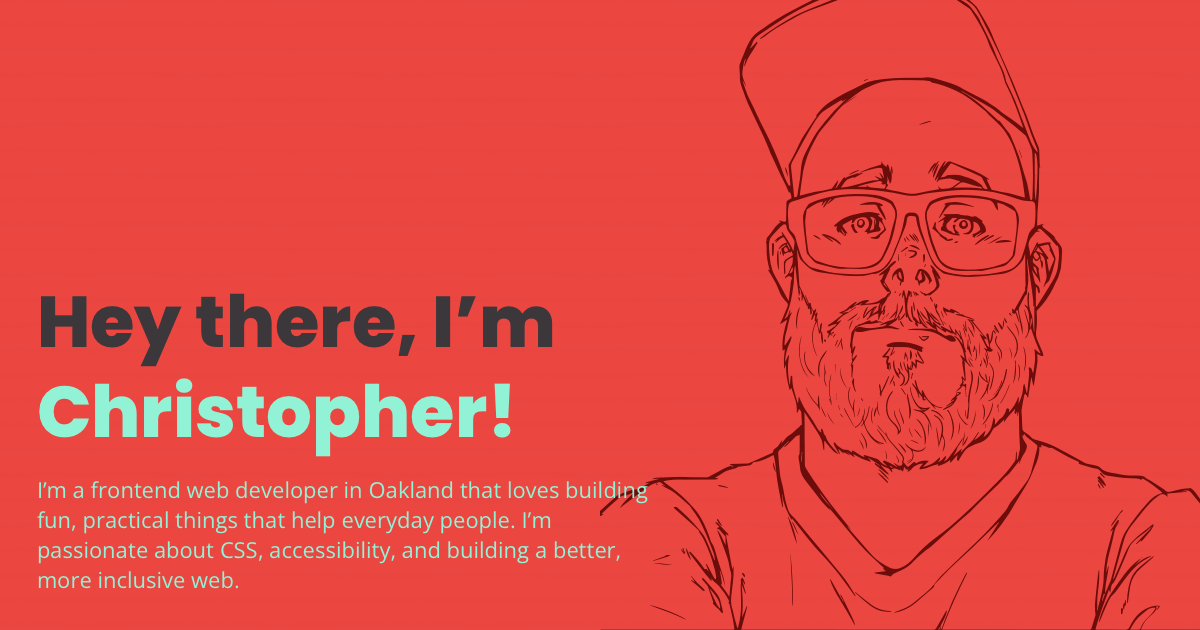 Hey there, I’m
Christopher!
I’m a frontend web developer in Oakland that loves building
fun, practical things that help everyday people. I’m
passionate about CSS, accessibility, and building a better,
more inclusive web.